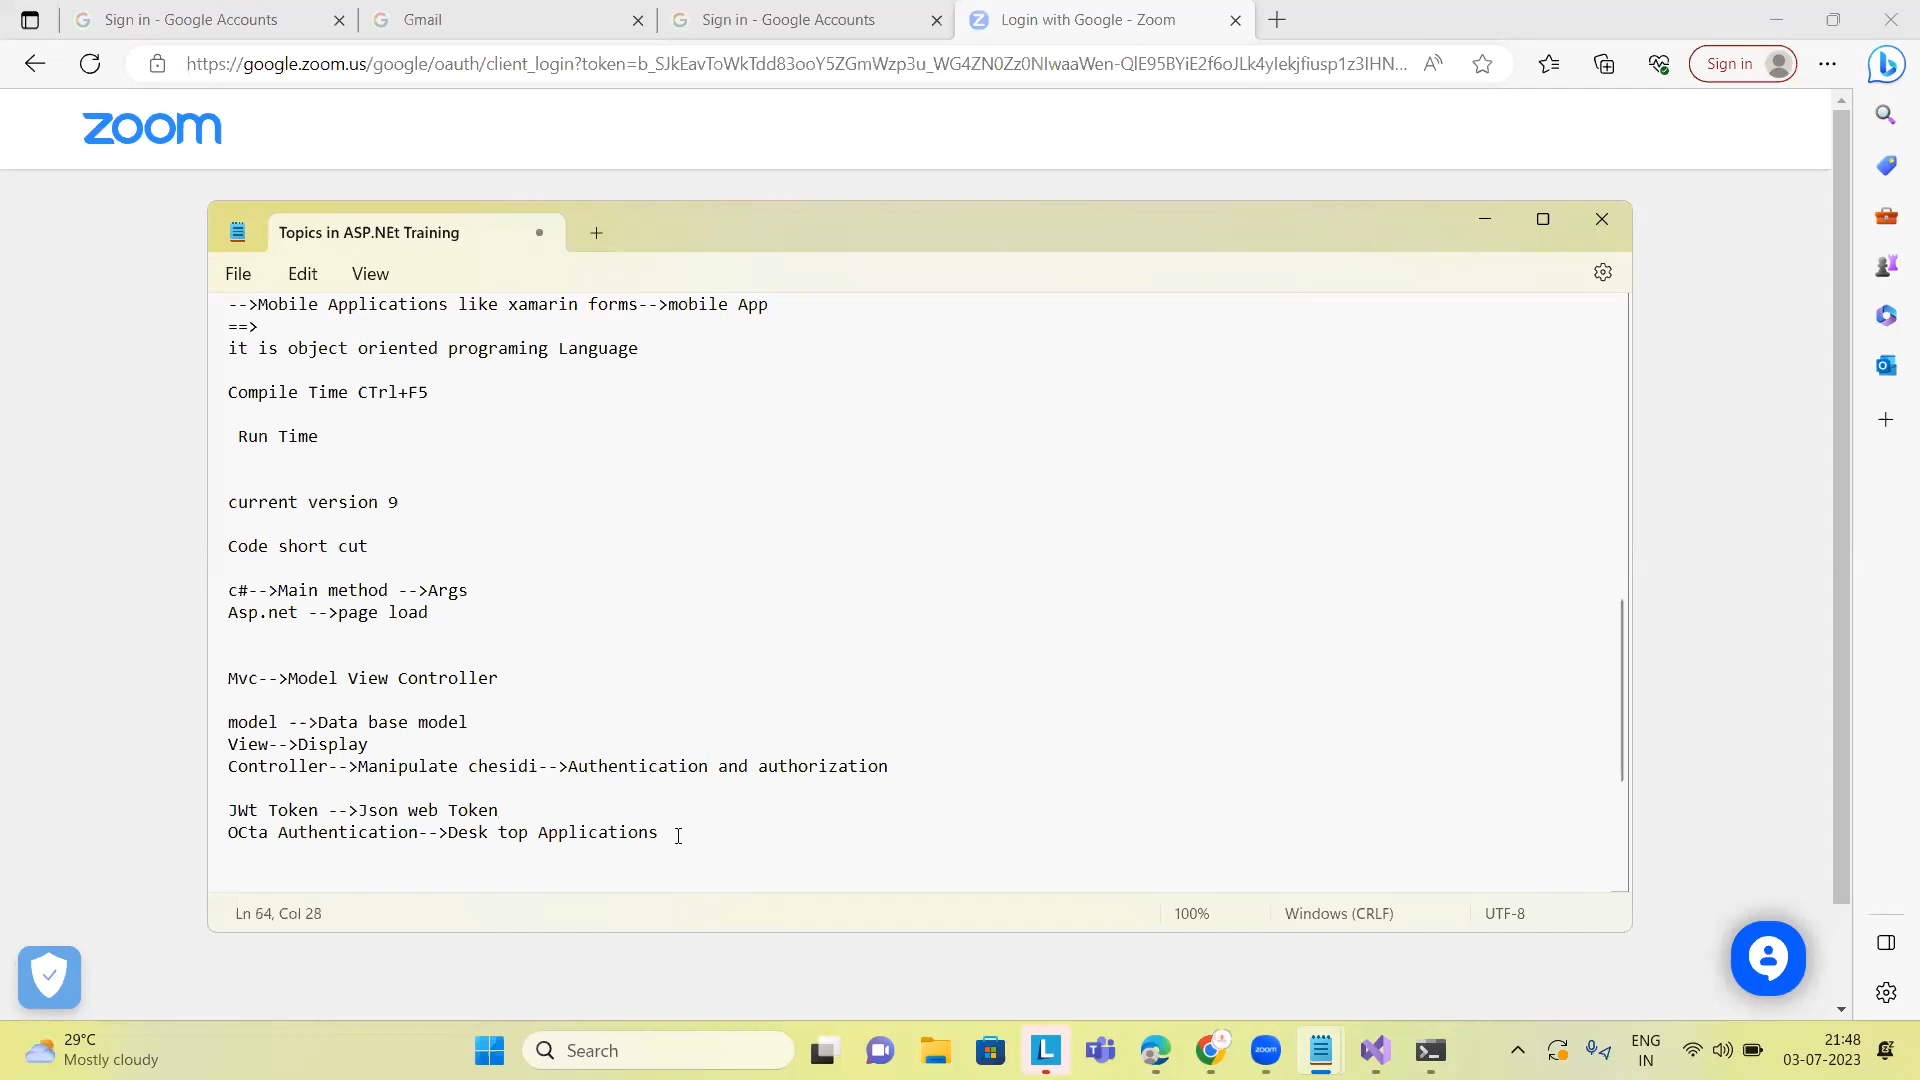 Sign in - Google Accounts
Gmail
Sign in - Google Accounts
Login with Google - Zoom
https://google.zoom.us/google/oauth/client_login?token=b_SJkEavToWkTdd83ooY5ZGmWzp3u_WG4ZN0Zz0NIwaaWen-QlE95BYiE2f6oJLk4yIekjfiusp1z3IHN...
Sign in
zoom
Topics in ASP.NEt Training
File Edit View
-->Mobile Applications like xamarin forms-->mobile App
==>
it is object oriented programing Language
Compile Time CTrl+F5
Run Time
current version 9
Code short cut
c#-->Main method -->Args
Asp.net -->page load
Mvc-->Model View Controller
model -->Data base model
View-->Display
Controller-->Manipulate chesidi-->Authentication and authorization
JWt Token -->Json web Token
OCta Authentication-->Desk top Applications
Ln 64, Col 28
100%
Windows (CRLF)
UTF-8
29°C
Mostly cloudy
Search
zoom
ENG
IN
21:48
03-07-2023